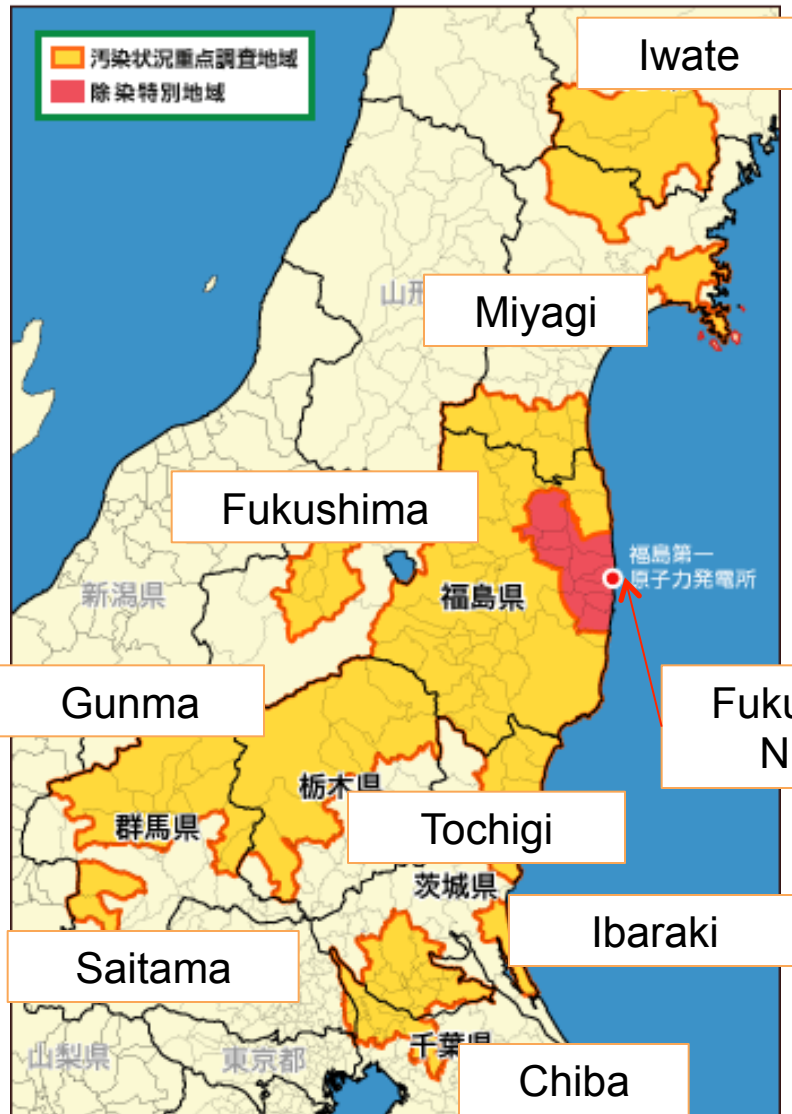 汚染状況重点調査地域
除染特別地域
Iwate
山形
Miyagi
Fukushima
新潟県
福島県
福島第一
原子力発電所
Gunma
Fuku
N
栃木県
群馬県
Tochigi
茨城県
Ibaraki
Saitama
山梨県
東京都
千葉県
Chiba